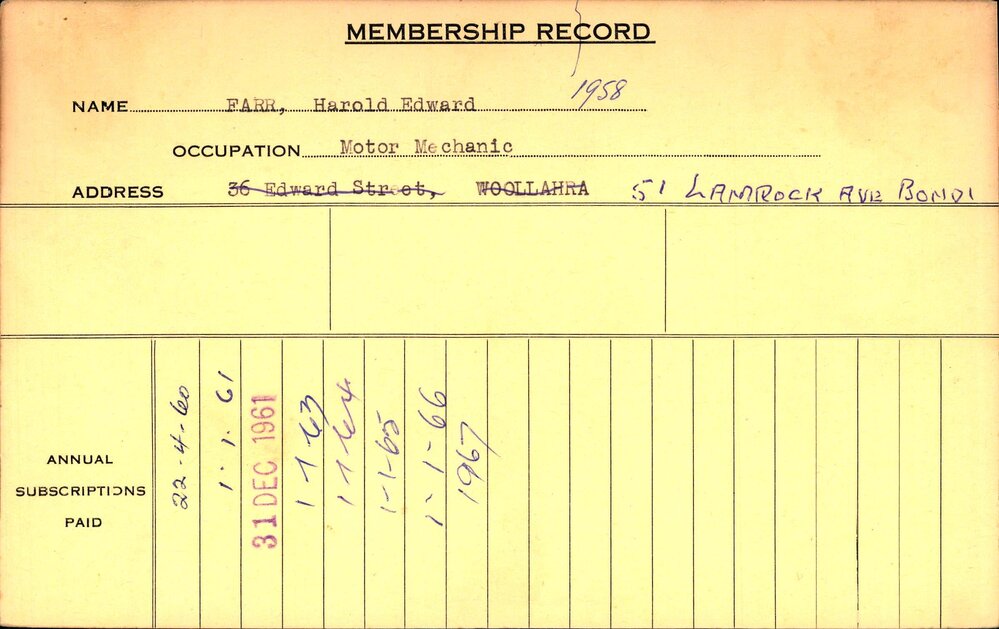 MEMBERSHIP RECORD
NAME FARR, Harold Edward 1958
OCCUPATION Motor Mechanic
ADDRESS 36 Edward Street, WOOLLAHRA 51 LAMROCK AVE BONDI
ANNUAL SUBSCRIPTIONS PAID
22-4-60
1.1.61
31 DEC 1961
1-1-63
1-1-64
1-1-65
1-1-66
1967